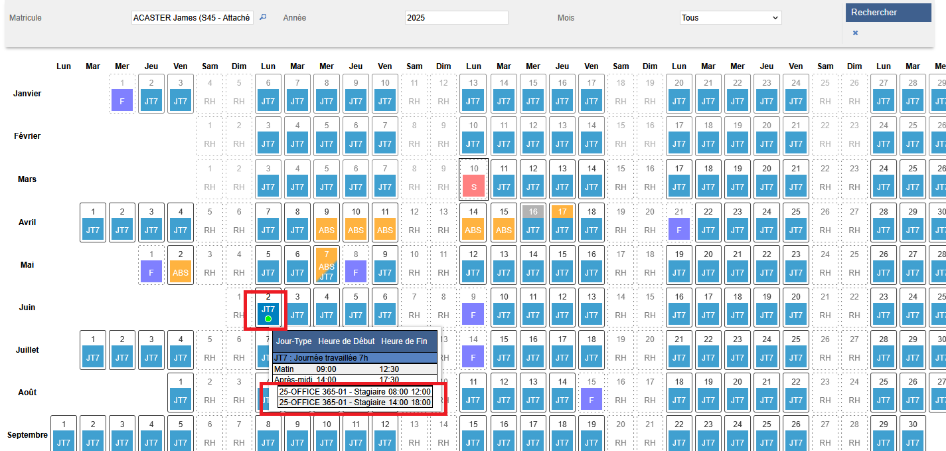 Matricule ACASTER James (S45 - Attaché Année 2025 Mois Tous Rechercher
Lun Mar Mer Jeu Ven Sam Dim Lun Mar Mer Jeu Ven Sam Dim Lun Mar Mer Jeu Ven Sam Dim Lun Mar Mer Jeu Ven Sam Dim Lun Mar Me
1 2 3 4 5 6 7 8 9 10 11 12 13 14 15 16 17 18 19 20 21 22 23 24 25 26 27 28 29
Janvier F JT7 JT7 RH RH JT7 JT7 JT7 JT7 JT7 RH RH JT7 JT7 JT7 JT7 JT7 RH RH JT7 JT7 JT7 JT7 JT7 RH RH JT7 JT7 JT7
1 2 3 4 5 6 7 8 9 10 11 12 13 14 15 16 17 18 19 20 21 22 23 24 25 26
Février RH RH JT7 JT7 JT7 JT7 JT7 RH RH JT7 JT7 JT7 JT7 JT7 RH RH JT7 JT7 JT7 JT7 JT7 RH RH JT7 JT7 JT7
1 2 3 4 5 6 7 8 9 10 11 12 13 14 15 16 17 18 19 20 21 22 23 24 25 26
Mars RH RH JT7 JT7 JT7 JT7 JT7 RH RH S JT7 JT7 JT7 JT7 RH RH JT7 JT7 JT7 JT7 JT7 RH RH JT7 JT7 JT7
1 2 3 4 5 6 7 8 9 10 11 12 13 14 15 16 17 18 19 20 21 22 23 24 25 26 27 28 29 30
Avril JT7 JT7 JT7 JT7 RH RH JT7 JT7 ABS ABS ABS RH RH ABS ABS JT7 JT7 JT7 RH RH F JT7 JT7 JT7 JT7 RH RH JT7 JT7 JT7
1 2 3 4 5 6 7 8 9 10 11 12 13 14 15 16 17 18 19 20 21 22 23 24 25 26 27 28
Mai F ABS RH RH JT7 JT7 ABS JT7 F JT7 RH RH JT7 JT7 JT7 JT7 JT7 RH RH JT7 JT7 JT7 JT7 JT7 RH RH JT7 JT7 JT7
1 2 3 4 5 6 7 8 9 10 11 12 13 14 15 16 17 18 19 20 21 22 23 24 25
Juin RH JT7 JT7 JT7 JT7 JT7 RH RH F JT7 JT7 JT7 JT7 RH RH JT7 JT7 JT7 JT7 JT7 RH RH JT7 JT7 JT7
1 2 3 4 5 6 7 13 14 15 16 17 18 19 20 21 22 23 24 25 26 27 28 29 30
Juillet JT7 JT7 JT7 JT7 RH RH RH F JT7 JT7 JT7 JT7 RH RH JT7 JT7 JT7 JT7 JT7 RH RH JT7 JT7 JT7
Jour-Type Heure de Début Heure de Fin
JT7 : Journée travaillée 7h
Matin 09:00 12:30
Après-midi 14:00 17:30
25-OFFICE 365-01 - Stagiaire 08:00 12:00
25-OFFICE 365-01 - Stagiaire 14:00 18:00
1 2 3 11 12 13 14 15 16 17 18 19 20 21 22 23 24 25 26 27
Août JT7 RH RH JT7 JT7 JT7 JT7 F RH RH JT7 JT7 JT7 JT7 JT7 RH RH JT7 JT7 JT7
1 2 3 4 5 6 7 8 9 10 11 12 13 14 15 16 17 18 19 20 21 22 23 24 25 26 27 28 29 30
Septembre JT7 JT7 JT7 JT7 JT7 RH RH JT7 JT7 JT7 JT7 JT7 RH RH JT7 JT7 JT7 JT7 JT7 RH RH JT7 JT7 JT7 JT7 JT7 RH RH JT7 JT7